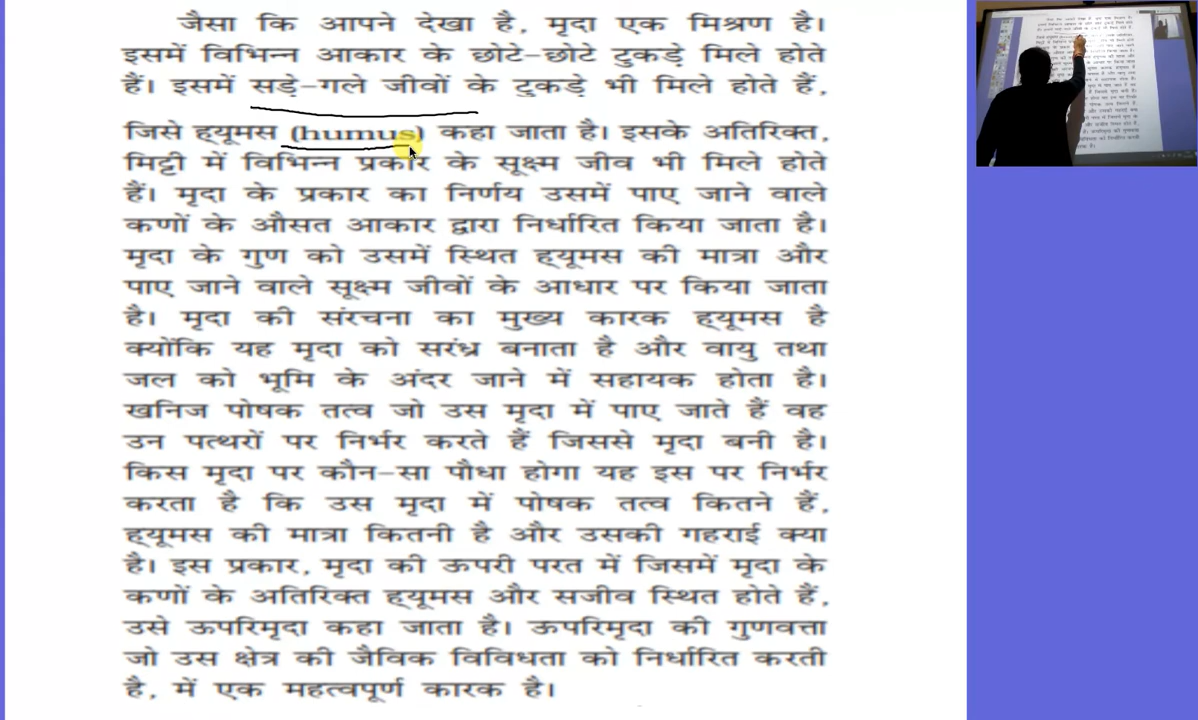 जैसा कि आपने देखा है, मृदा एक मिश्रण है।
इसमें विभिन्न आकार के छोटे-छोटे टुकड़े मिले होते
हैं। इसमें सड़े-गले जीवों के टुकड़े भी मिले होते हैं,
जिसे ह्यूमस (humus) कहा जाता है। इसके अतिरिक्त,
मिट्टी में विभिन्न प्रकार के सूक्ष्म जीव भी मिले होते
हैं। मृदा के प्रकार का निर्णय उसमें पाए जाने वाले
कणों के औसत आकार द्वारा निर्धारित किया जाता है।
मृदा के गुण को उसमें स्थित ह्यूमस की मात्रा और
पाए जाने वाले सूक्ष्म जीवों के आधार पर किया जाता
है। मृदा की संरचना का मुख्य कारक ह्यूमस है
क्योंकि यह मृदा को सरंध्र बनाता है और वायु तथा
जल को भूमि के अंदर जाने में सहायक होता है।
खनिज पोषक तत्व जो उस मृदा में पाए जाते हैं वह
उन पत्थरों पर निर्भर करते हैं जिससे मृदा बनी है।
किस मृदा पर कौन-सा पौधा होगा यह इस पर निर्भर
करता है कि उस मृदा में पोषक तत्व कितने हैं,
ह्यूमस की मात्रा कितनी है और उसकी गहराई क्या
है। इस प्रकार, मृदा की ऊपरी परत में जिसमें मृदा के
कणों के अतिरिक्त ह्यूमस और सजीव स्थित होते हैं,
उसे ऊपरिमृदा कहा जाता है। ऊपरिमृदा की गुणवत्ता
जो उस क्षेत्र की जैविक विविधता को निर्धारित करती
है, में एक महत्वपूर्ण कारक है।